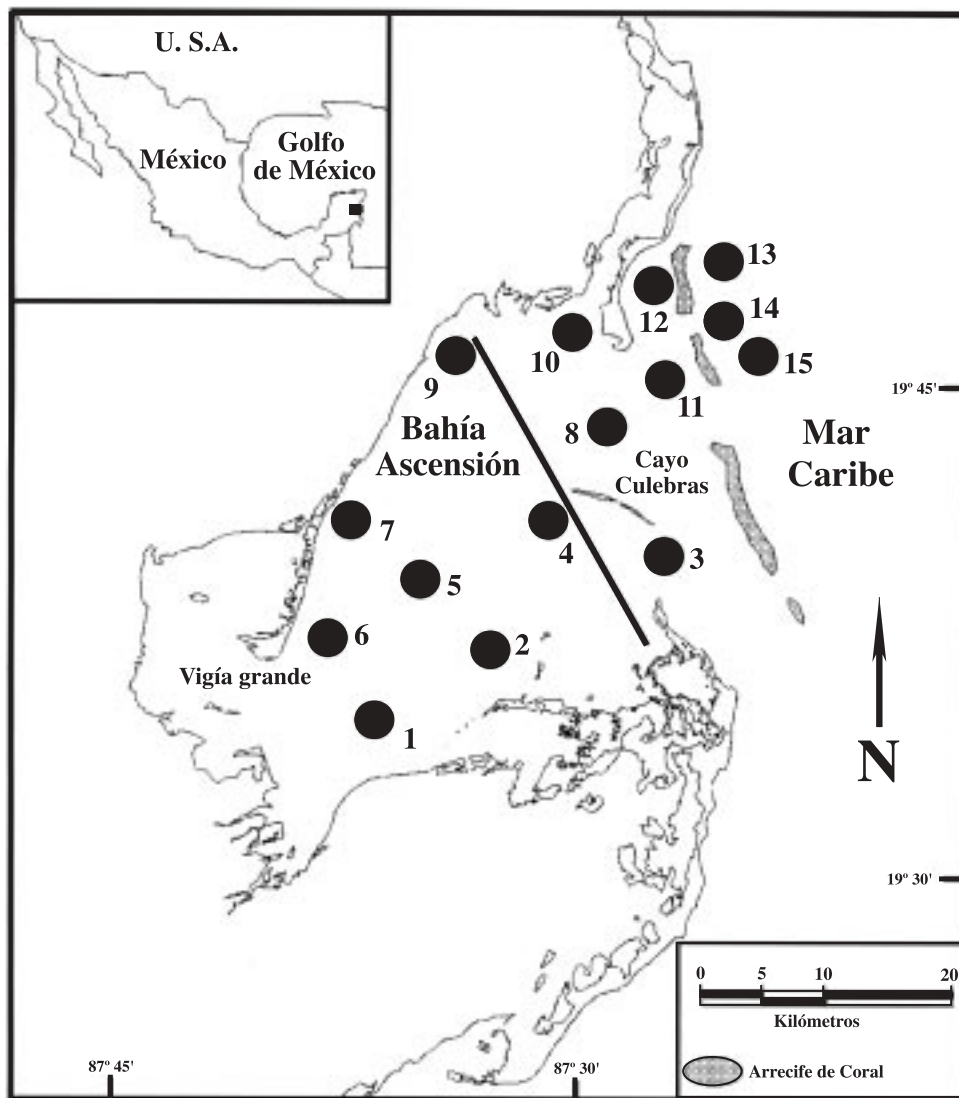 U. S.A.
Golfo
de México
México
13
14
12
10
15
9
11
19º 45'
8
Bahía
Ascensión
Mar
Caribe
Cayo
Culebras
7
4
3
5
6
2
Vigía grande
1
N
19º 30'
0 5 10 20
Kilómetros
Arrecife de Coral
87º 45'
87º 30'